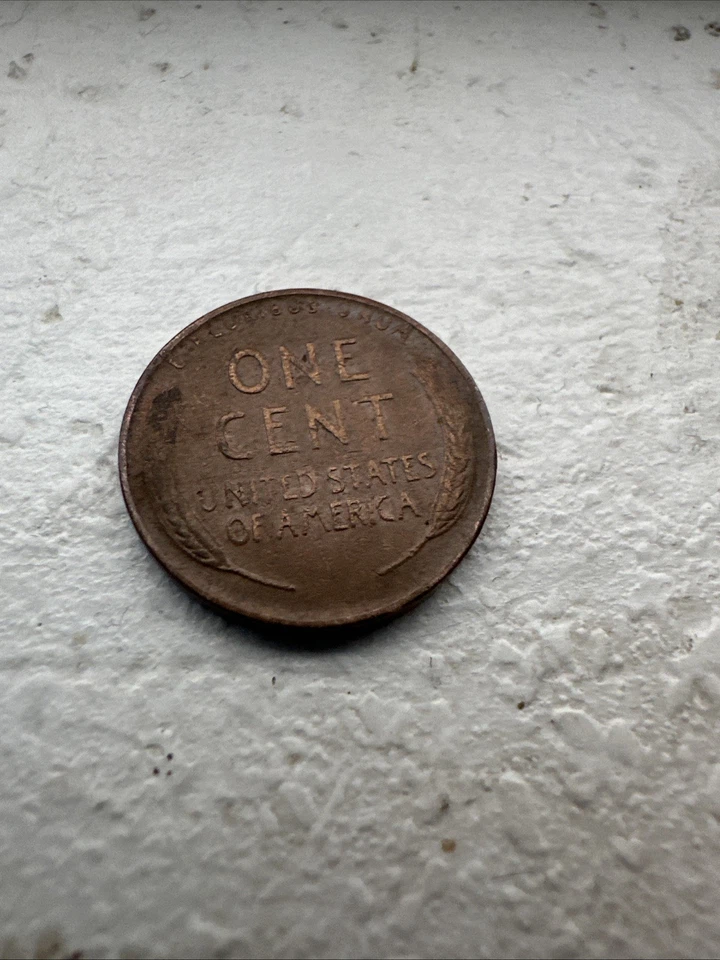 ONE
CENT
UNITED STATES
OF AMERICA